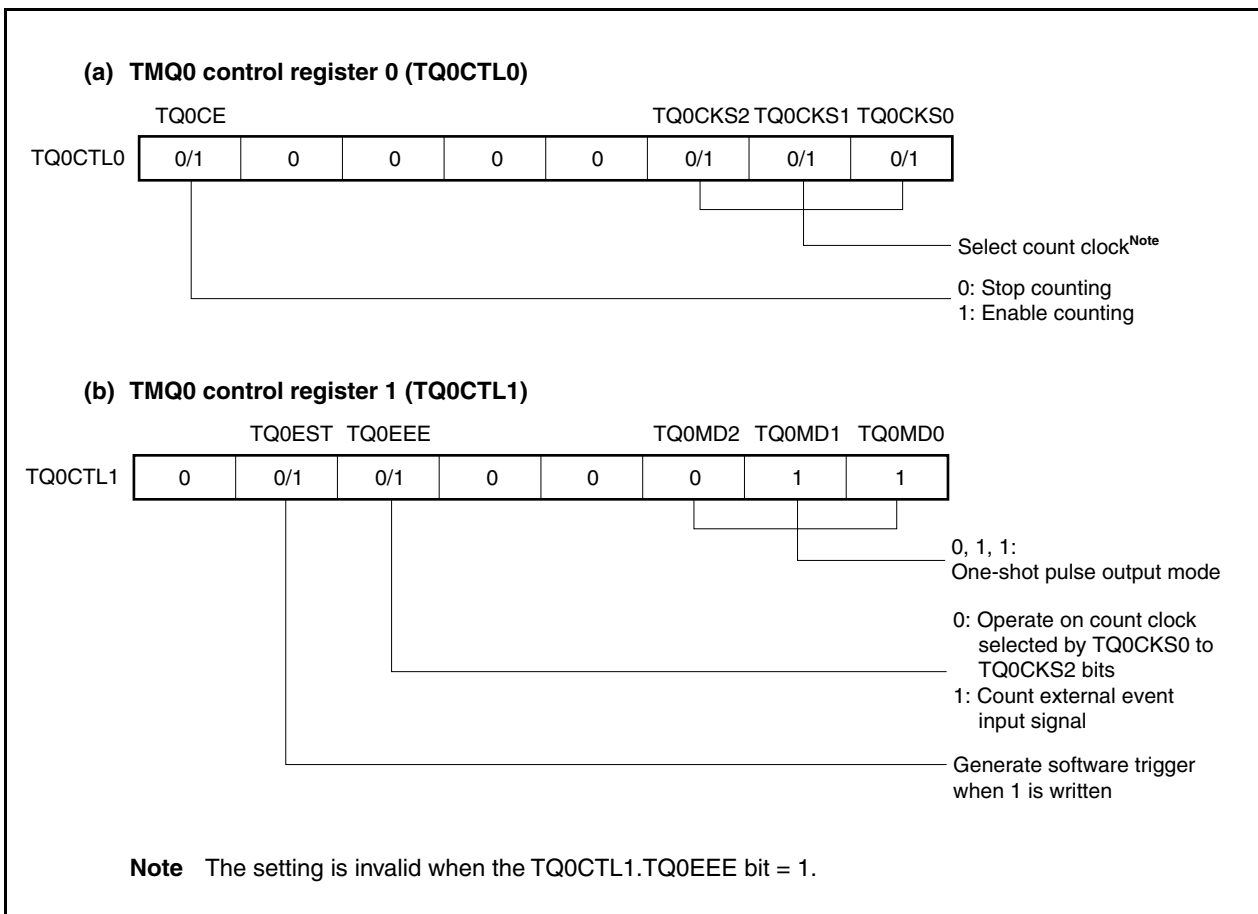 (a) TMQ0 control register 0 (TQ0CTL0)
TQ0CE TQ0CKS2 TQ0CKS1 TQ0CKS0
TQ0CTL0 0/1 0 0 0 0 0/1 0/1 0/1
Select count clockNote
0: Stop counting
1: Enable counting
(b) TMQ0 control register 1 (TQ0CTL1)
TQ0EST TQ0EEE TQ0MD2 TQ0MD1 TQ0MD0
TQ0CTL1 0 0/1 0/1 0 0 0 1 1
0, 1, 1:
One-shot pulse output mode
0: Operate on count clock
selected by TQ0CKS0 to
TQ0CKS2 bits
1: Count external event
input signal
Generate software trigger
when 1 is written
Note The setting is invalid when the TQ0CTL1.TQ0EEE bit = 1.